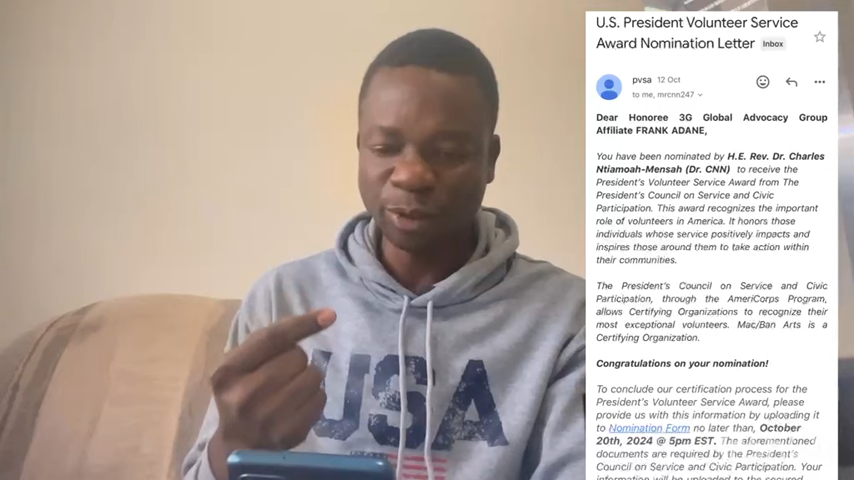 U.S. President Volunteer Service
Award Nomination Letter Inbox
pvsa 12 Oct
to me, mrcnn247
Dear Honoree 3G Global Advocacy Group
Affiliate FRANK ADANE,
You have been nominated by H.E. Rev. Dr. Charles
Ntiamoah-Mensah (Dr. CNN) to receive the
President's Volunteer Service Award from The
President's Council on Service and Civic
Participation. This award recognizes the important
role of volunteers in America. It honors those
individuals whose service positively impacts and
inspires those around them to take action within
their communities.
The President's Council on Service and Civic
Participation, through the AmeriCorps Program,
allows Certifying Organizations to recognize their
most exceptional volunteers. Mac/Ban Arts is a
Certifying Organization.
Congratulations on your nomination!
To conclude our certification process for the
President's Volunteer Service Award, please
provide us with this information by uploading it
to Nomination Form no later than, October
20th, 2024 @ 5pm EST. The aforementioned
documents are required by the President's
Council on Service and Civic Participation. Your
information will be uploaded to the secured
USA